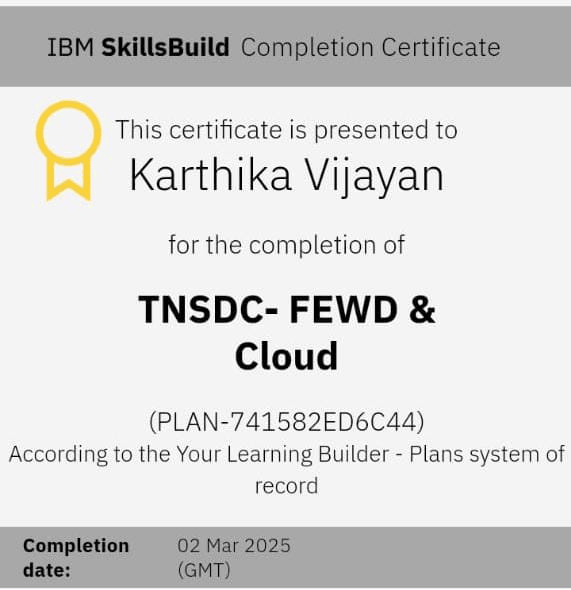 IBM SkillsBuild Completion Certificate
This certificate is presented to
Karthika Vijayan
for the completion of
TNSDC- FEWD &
Cloud
(PLAN-741582ED6C44)
According to the Your Learning Builder - Plans system of
record
Completion 02 Mar 2025
date: (GMT)